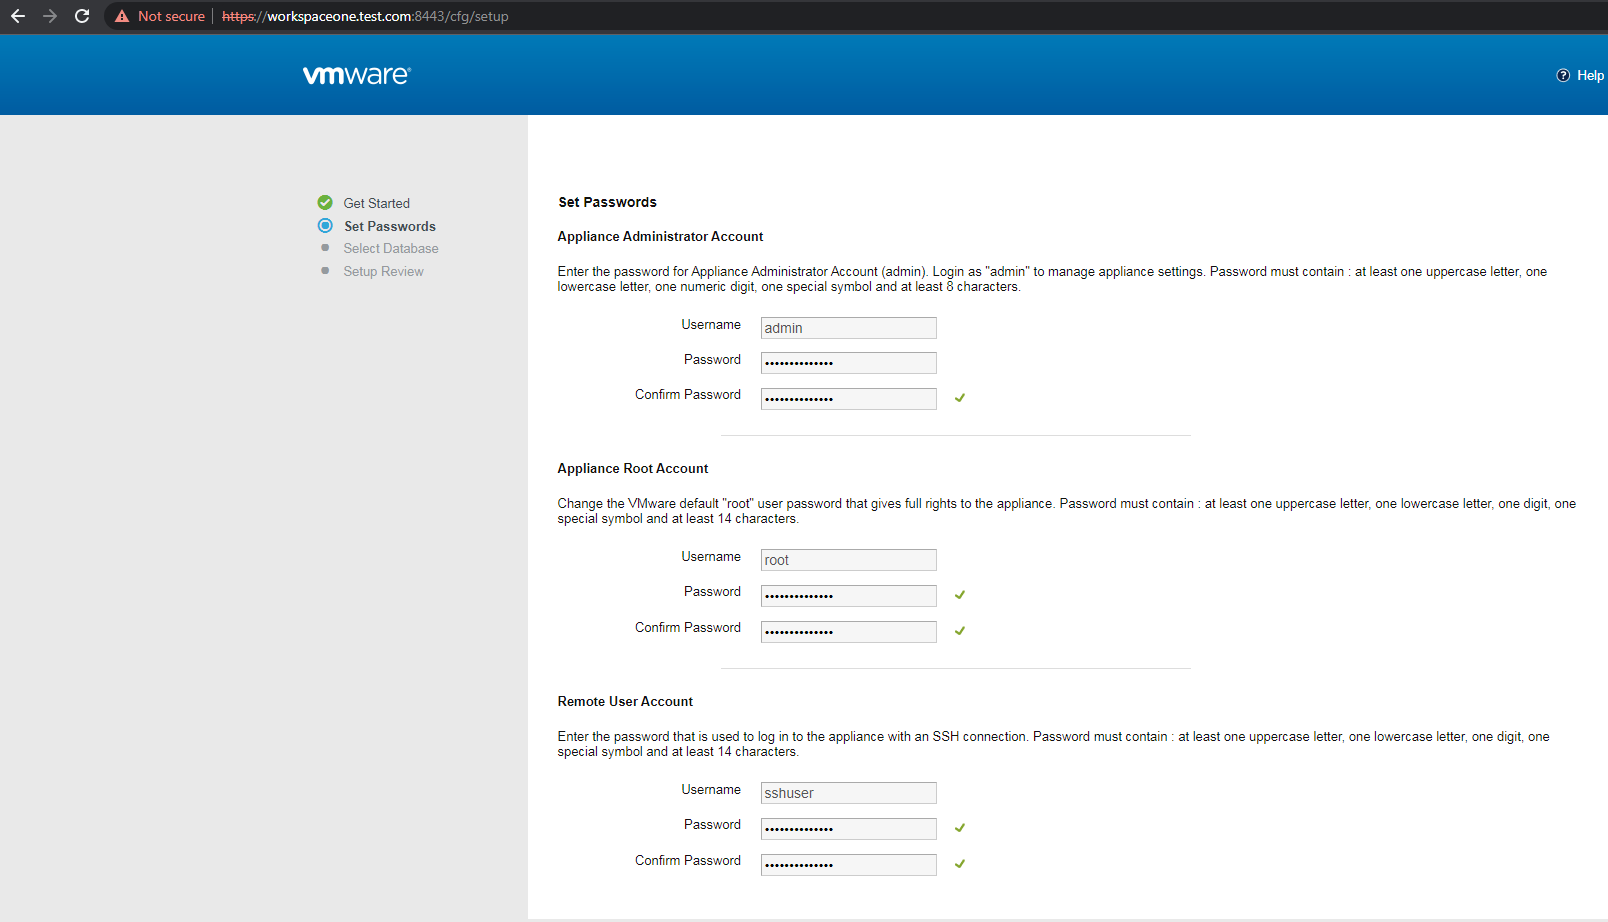 Not secure https://workspaceone.test.com:8443/cfg/setup
vmware®
Help
Get Started
Set Passwords
Select Database
Setup Review
Set Passwords
Appliance Administrator Account
Enter the password for Appliance Administrator Account (admin). Login as "admin" to manage appliance settings. Password must contain : at least one uppercase letter, one
lowercase letter, one numeric digit, one special symbol and at least 8 characters.
Username admin
Password ••••••••••••••
Confirm Password ••••••••••••••
Appliance Root Account
Change the VMware default "root" user password that gives full rights to the appliance. Password must contain : at least one uppercase letter, one lowercase letter, one digit, one
special symbol and at least 14 characters.
Username root
Password ••••••••••••••
Confirm Password ••••••••••••••
Remote User Account
Enter the password that is used to log in to the appliance with an SSH connection. Password must contain : at least one uppercase letter, one lowercase letter, one digit, one
special symbol and at least 14 characters.
Username sshuser
Password ••••••••••••••
Confirm Password ••••••••••••••